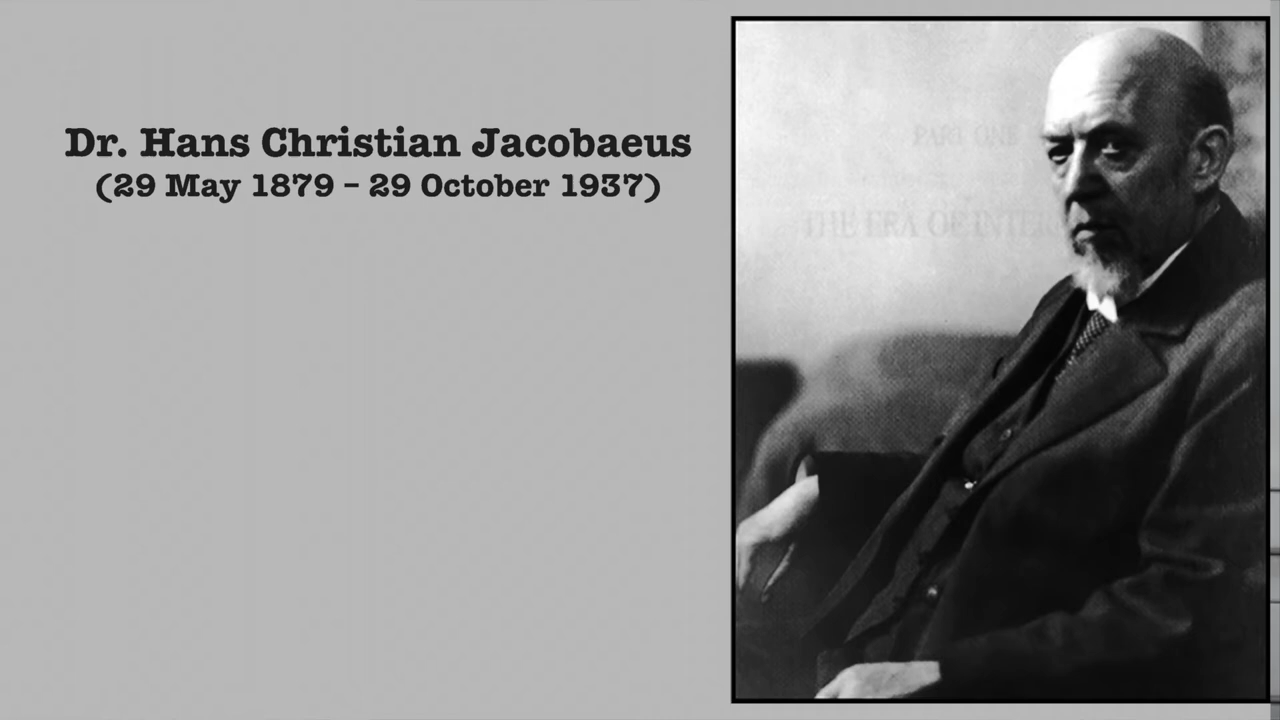 Dr. Hans Christian Jacobaeus
(29 May 1879 – 29 October 1937)
PART ONE
THE ERA OF